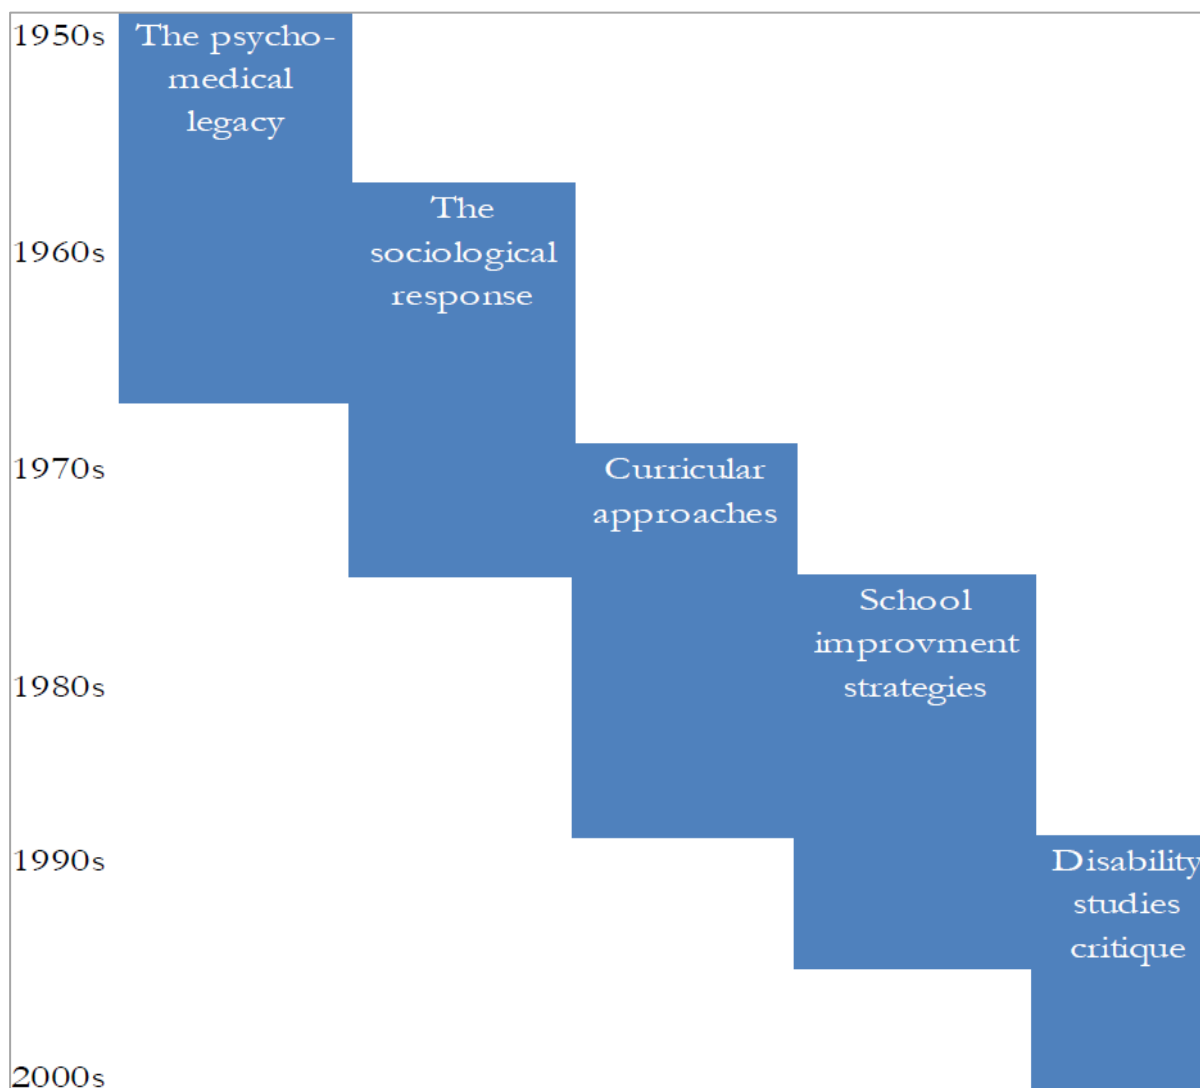 1950s
The psycho-
medical
legacy
The
sociological
response
1960s
1970s
Curricular
approaches
School
improvment
strategies
1980s
1990s
Disability
studies
critique
2000s